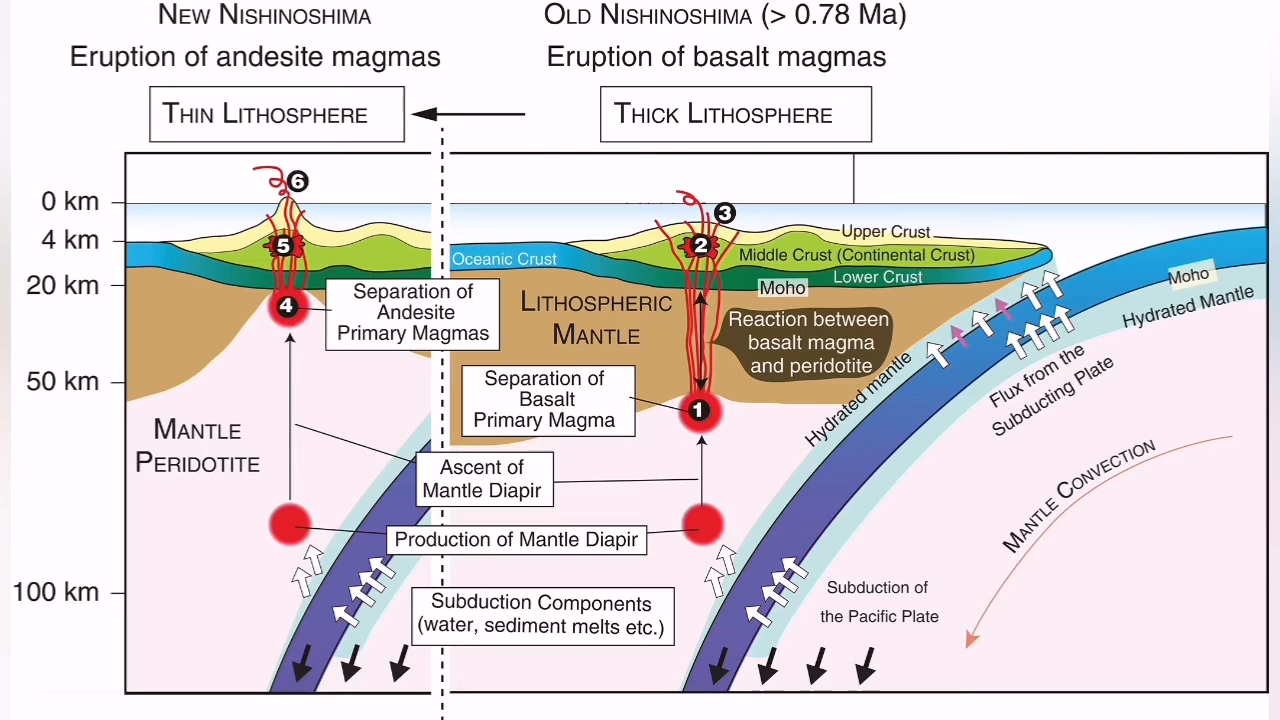 NEW NISHINOSHIMA
Eruption of andesite magmas
THIN LITHOSPHERE
OLD NISHINOSHIMA (> 0.78 Ma)
Eruption of basalt magmas
THICK LITHOSPHERE
0 km
4 km
20 km
50 km
100 km
6
5
4
3
2
1
Separation of
Andesite
Primary Magmas
MANTLE
PERIDOTITE
Oceanic Crust
LITHOSPHERIC
MANTLE
Upper Crust
Middle Crust (Continental Crust)
Lower Crust
Moho
Reaction between
basalt magma
and peridotite
Separation of
Basalt
Primary Magma
Ascent of
Mantle Diapir
Production of Mantle Diapir
Subduction Components
(water, sediment melts etc.)
Hydrated mantle
Moho
Hydrated Mantle
Flux from the
Subducting Plate
MANTLE CONVECTION
Subduction of
the Pacific Plate